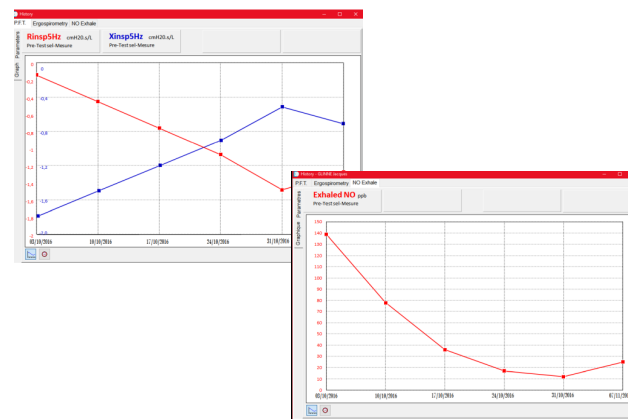 History
P.F.T. Ergospirometry NO Exhale
Rinsp5Hz cmH20.s/L
Pre-Test sel-Mesure
Xinsp5Hz cmH20.s/L
Pre-Test sel-Mesure
Parameters
Graph
0
-0,2
-0,4
-0,6
-0,8
-1
-1,2
-1,4
-1,6
-1,8
-2
0
-0,4
-0,8
-1,2
-1,6
-2,0
03/10/2016 10/10/2016 17/10/2016 24/10/2016 31/10/2016
History - BONNE Jacques
P.F.T. Ergospirometry NO Exhale
Exhaled NO ppb
Pre-Test sel-Mesure
Parametres
Graphique
150
140
130
120
110
100
90
80
70
60
50
40
30
20
10
0
03/10/2016 10/10/2016 17/10/2016 24/10/2016 31/10/2016